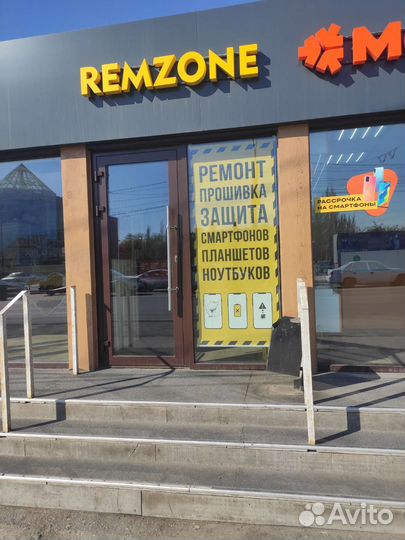 REMZONE
М
РЕМОНТ
ПРОШИВКА
ЗАЩИТА
СМАРТФОНОВ
ПЛАНШЕТОВ
НОУТБУКОВ
РАССРОЧКА
НА СМАРТФОНЫ
Avito